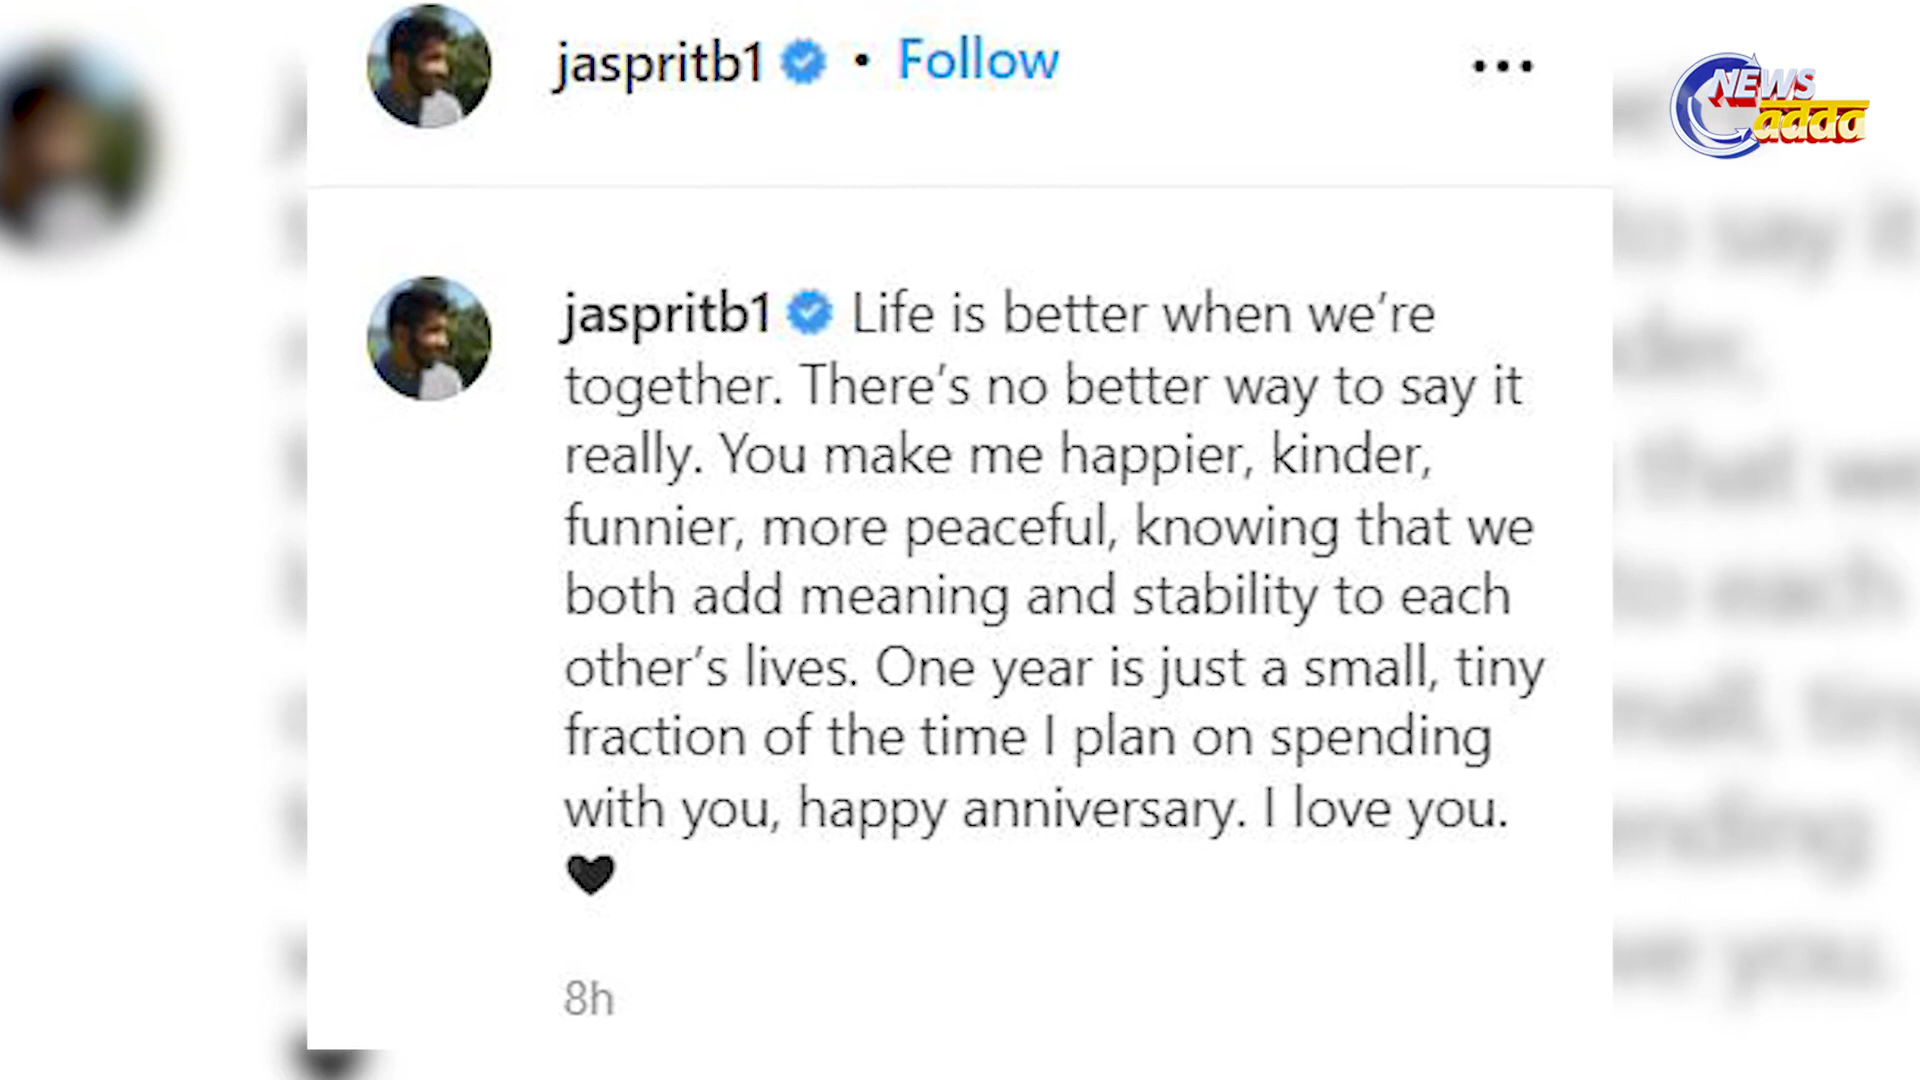 jaspritb1 • Follow
...
NEWS
adda
jaspritb1 Life is better when we’re
together. There’s no better way to say it
really. You make me happier, kinder,
funnier, more peaceful, knowing that we
both add meaning and stability to each
other’s lives. One year is just a small, tiny
fraction of the time I plan on spending
with you, happy anniversary. I love you.
🖤
8h